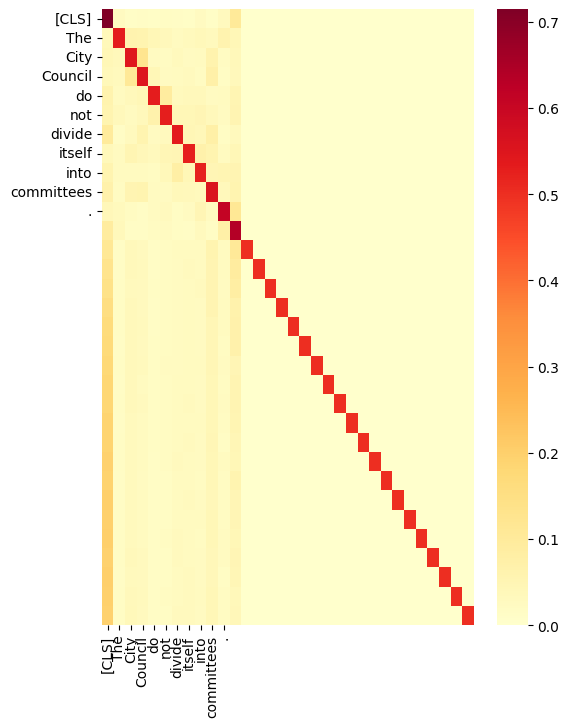 [CLS]
The
City
Council
do
not
divide
itself
into
committees
.
0.7
0.6
0.5
0.4
0.3
0.2
0.1
0.0
[CLS]
The
City
Council
do
not
divide
itself
into
committees
.